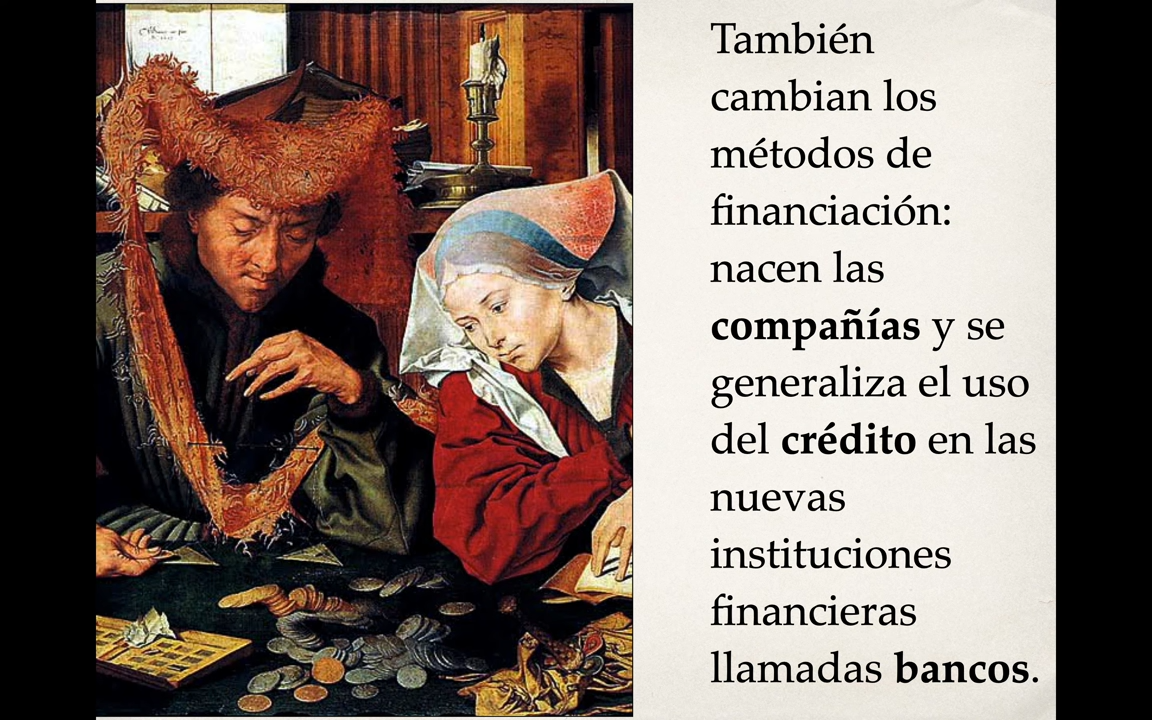 También
cambian los
métodos de
financiación:
nacen las
compañías y se
generaliza el uso
del crédito en las
nuevas
instituciones
financieras
llamadas bancos.